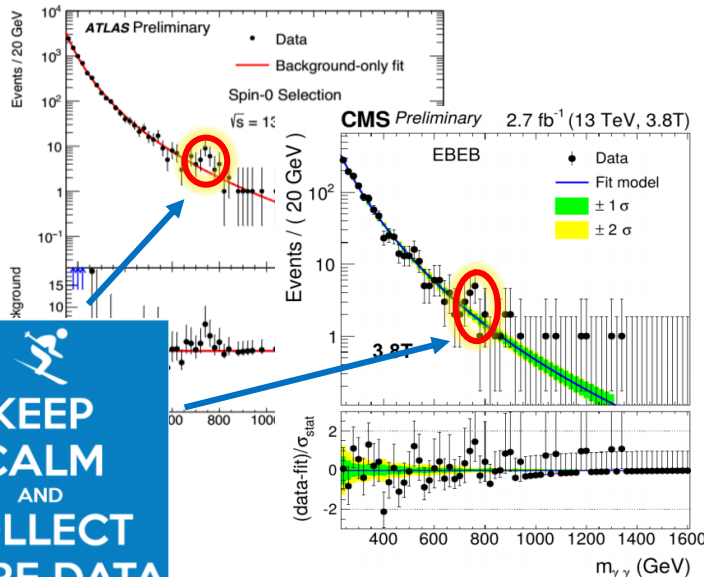 ATLAS Preliminary
Events / 20 GeV
10⁴
10³
10²
10
1
10⁻¹
Data
Background-only fit
Spin-0 Selection
√s = 13
15
10
800
10
CMS Preliminary
2.7 fb⁻¹ (13 TeV, 3.8T)
EBEB
Events / ( 20 GeV )
10²
10
1
Data
Fit model
± 1 σ
± 2 σ
3.8T
(data-fit)/σstat
2
0
-2
400 600 800 1000 1200 1400 1600
mγγ (GeV)
KEEP
CALM
AND